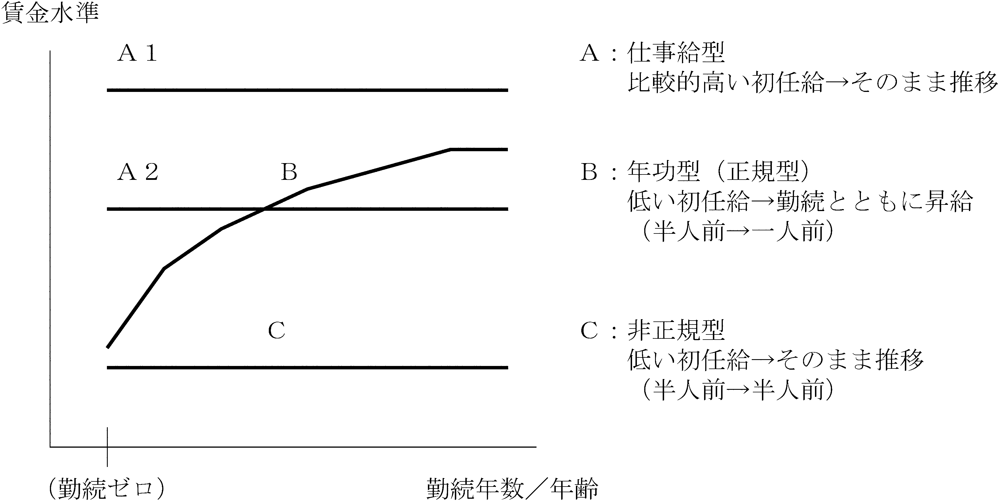 賃金水準
Ａ１
Ａ：仕事給型
比較的高い初任給→そのまま推移
Ａ２
Ｂ
Ｂ：年功型（正規型）
低い初任給→勤続とともに昇給
（半人前→一人前）
Ｃ
Ｃ：非正規型
低い初任給→そのまま推移
（半人前→半人前）
（勤続ゼロ）
勤続年数／年齢